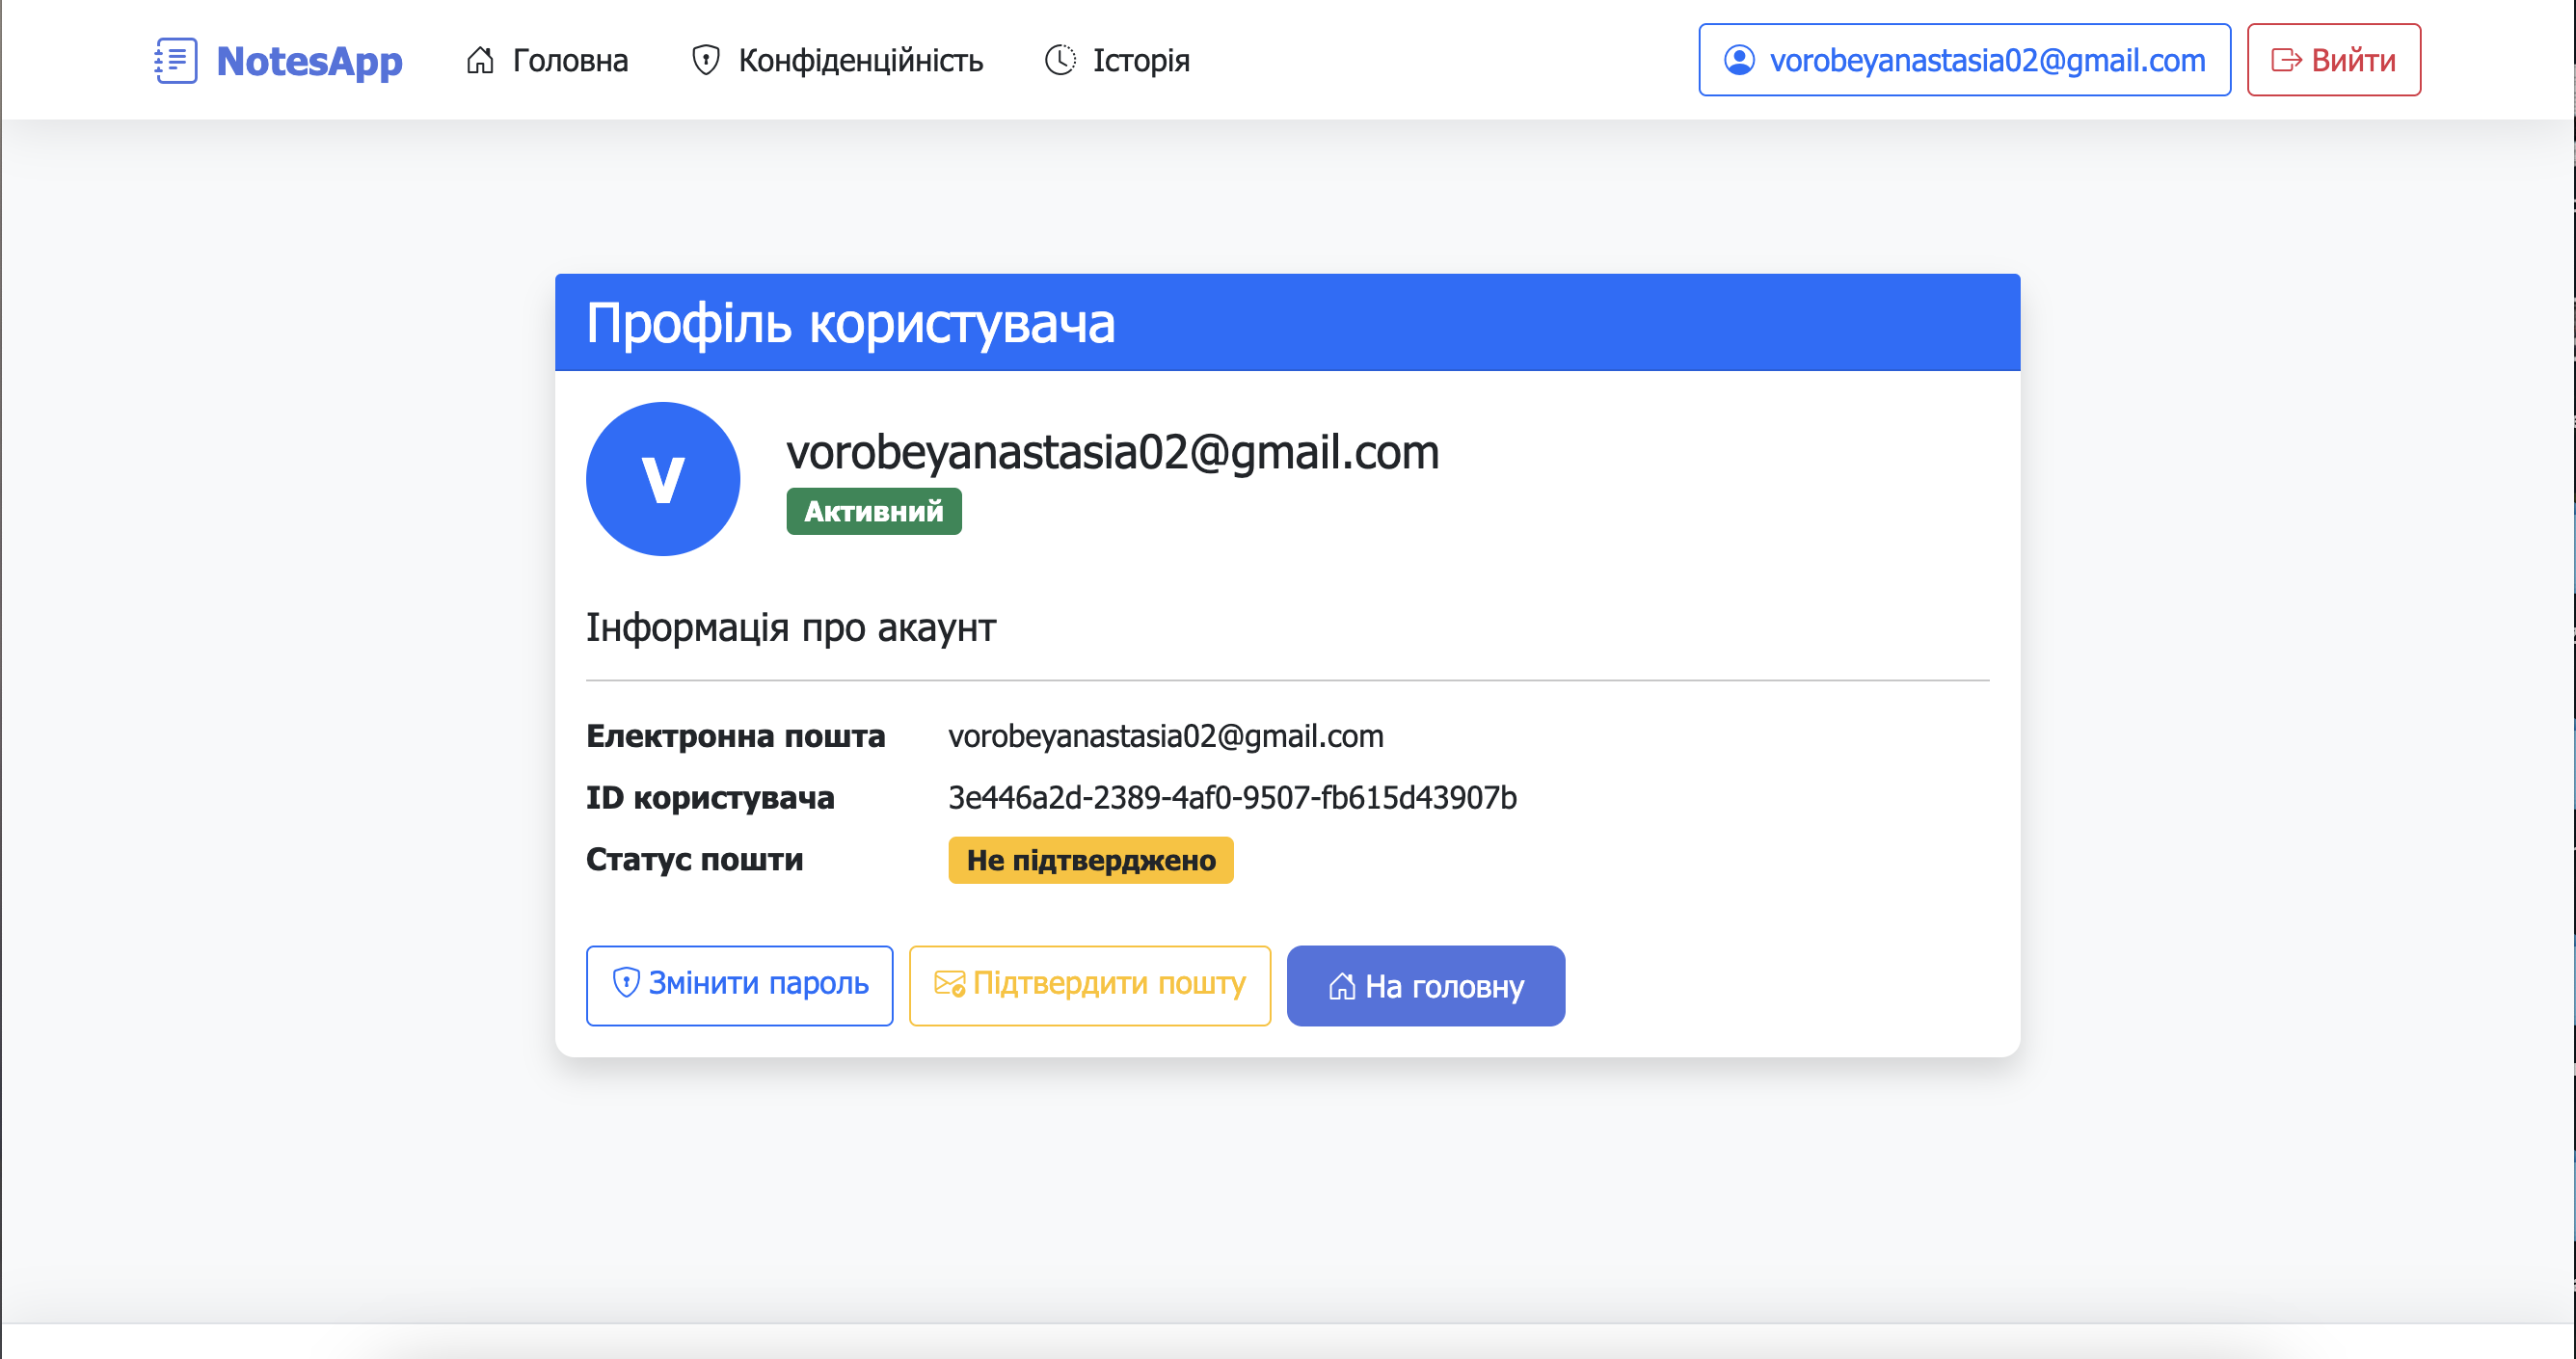 NotesApp Головна Конфіденційність Історія vorobeyanastasia02@gmail.com Вийти
Профіль користувача
V
vorobeyanastasia02@gmail.com
Активний
Інформація про акаунт
Електронна пошта vorobeyanastasia02@gmail.com
ID користувача 3e446a2d-2389-4af0-9507-fb615d43907b
Статус пошти Не підтверджено
Змінити пароль Підтвердити пошту На головну